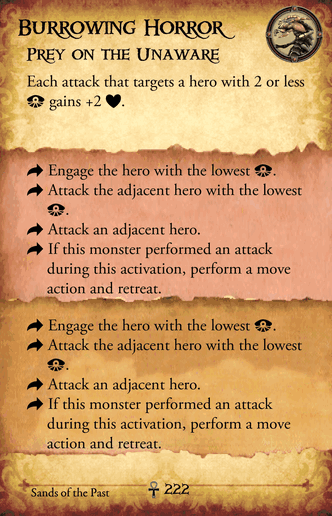 Burrowing Horror
Prey on the Unaware
Each attack that targets a hero with 2 or less
gains +2 .
Engage the hero with the lowest .
Attack the adjacent hero with the lowest
.
Attack an adjacent hero.
If this monster performed an attack
during this activation, perform a move
action and retreat.
Engage the hero with the lowest .
Attack the adjacent hero with the lowest
.
Attack an adjacent hero.
If this monster performed an attack
during this activation, perform a move
action and retreat.
Sands of the Past 222